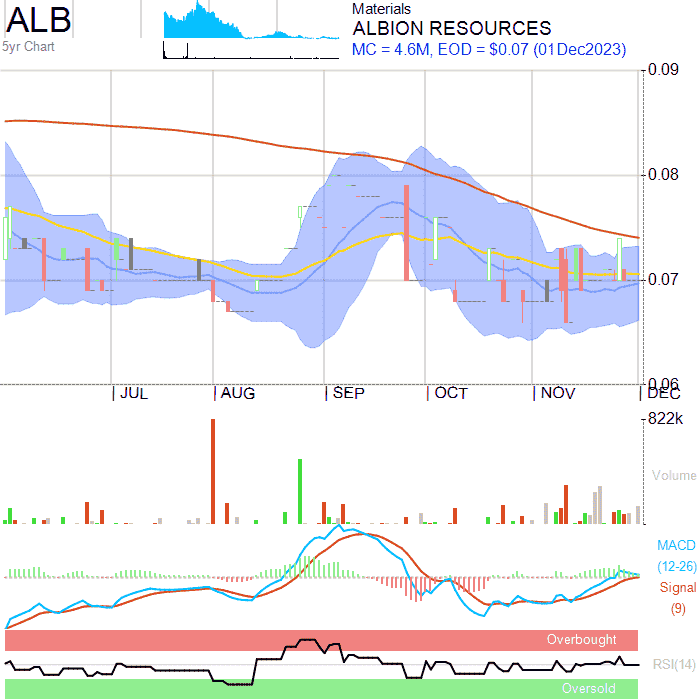 ALB
5yr Chart
Materials
ALBION RESOURCES
MC = 4.6M, EOD = $0.07 (01Dec2023)
0.09
0.08
0.07
0.06
| JUL | AUG | SEP | OCT | NOV | DEC
822k
Volume
MACD
(12-26)
Signal
(9)
Overbought
RSI(14)
Oversold